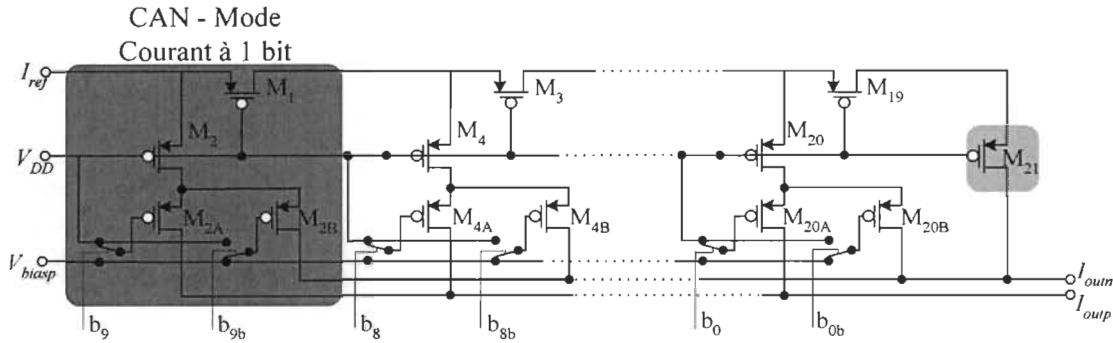 CAN - Mode
Courant à 1 bit
I_ref
M_1
M_3
M_19
M_2
M_4
M_20
V_DD
M_21
M_2A
M_2B
M_4A
M_4B
M_20A
M_20B
V_biasp
I_outn
I_outp
b_9
b_9b
b_8
b_8b
b_0
b_0b